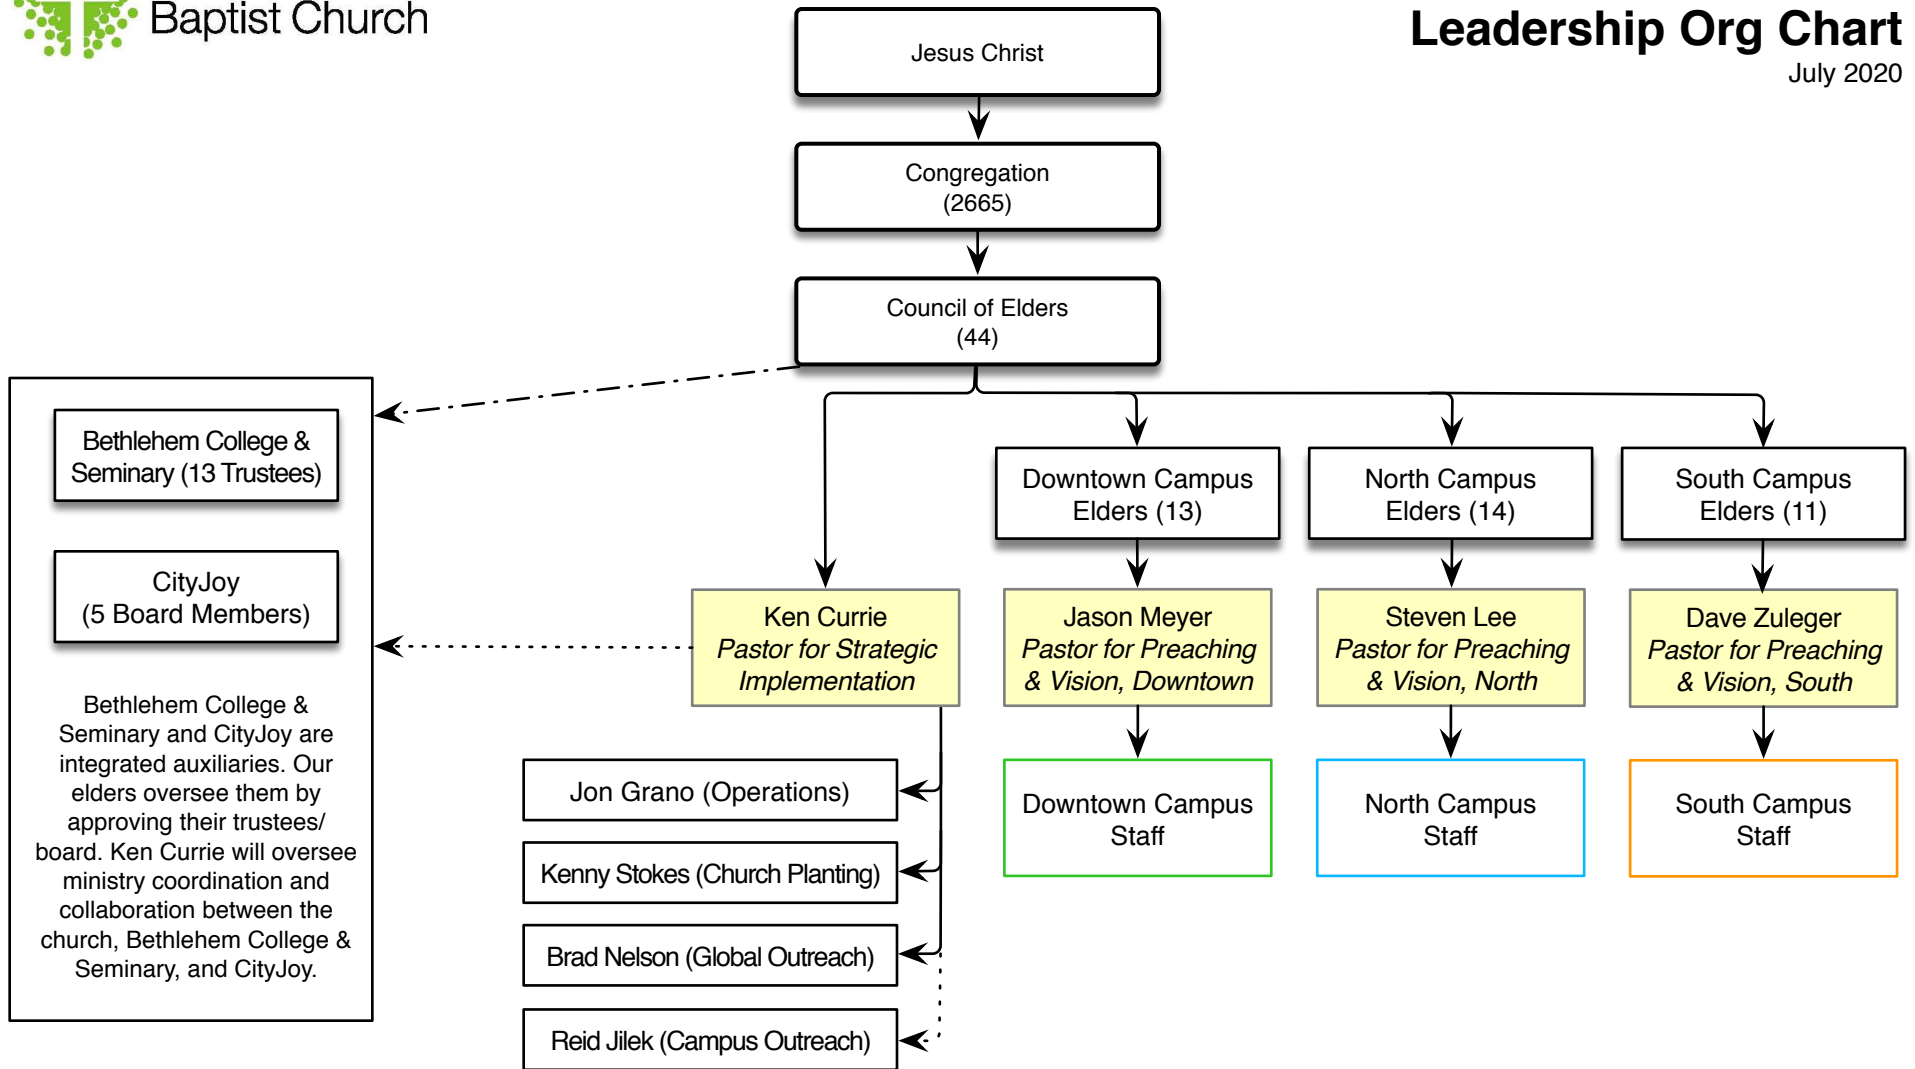 Baptist Church
Leadership Org Chart
July 2020
Jesus Christ
Congregation
(2665)
Council of Elders
(44)
Bethlehem College &
Seminary (13 Trustees)
CityJoy
(5 Board Members)
Bethlehem College &
Seminary and CityJoy are
integrated auxiliaries. Our
elders oversee them by
approving their trustees/
board. Ken Currie will oversee
ministry coordination and
collaboration between the
church, Bethlehem College &
Seminary, and CityJoy.
Downtown Campus
Elders (13)
North Campus
Elders (14)
South Campus
Elders (11)
Ken Currie
Pastor for Strategic
Implementation
Jason Meyer
Pastor for Preaching
& Vision, Downtown
Steven Lee
Pastor for Preaching
& Vision, North
Dave Zuleger
Pastor for Preaching
& Vision, South
Jon Grano (Operations)
Kenny Stokes (Church Planting)
Brad Nelson (Global Outreach)
Reid Jilek (Campus Outreach)
Downtown Campus
Staff
North Campus
Staff
South Campus
Staff